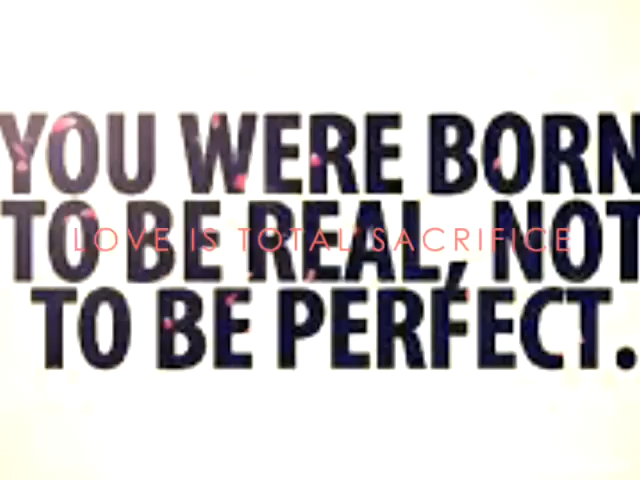 YOU WERE BORN
TO BE REAL, NOT
LOVE IS TOTAL SACRIFICE
TO BE PERFECT.